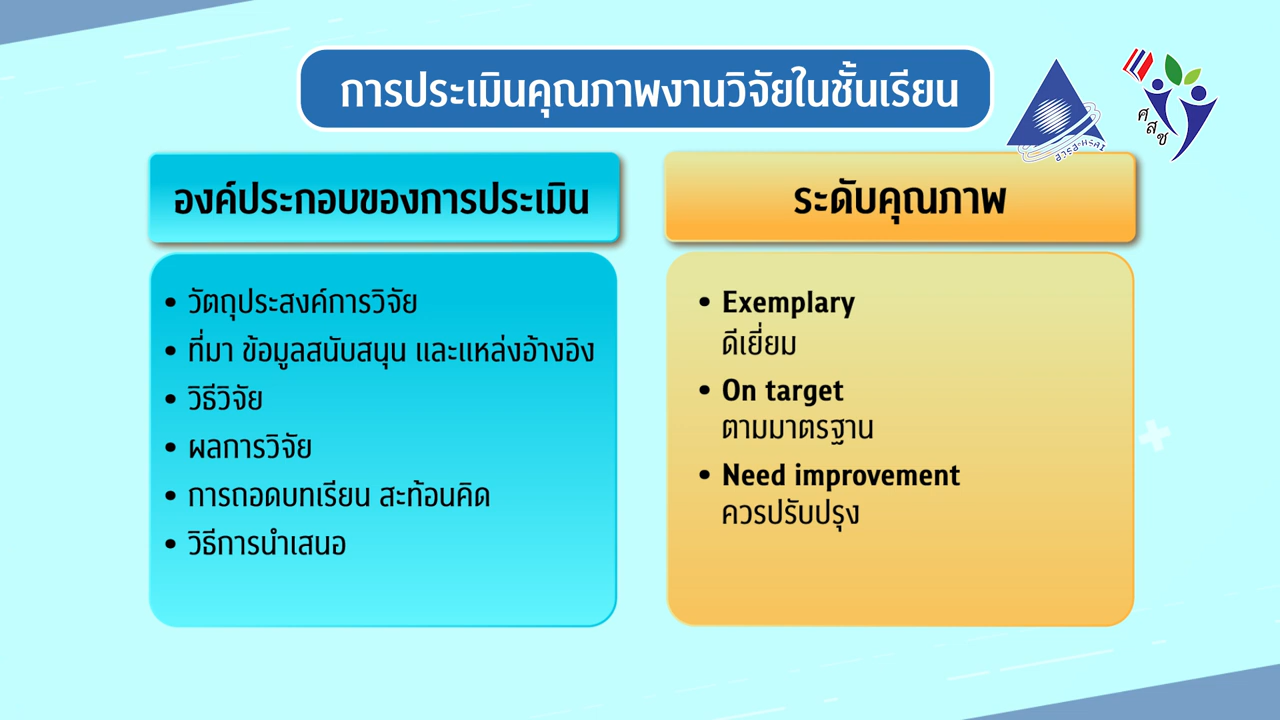 การประเมินคุณภาพงานวิจัยในชั้นเรียน
ศสช
องค์ประกอบของการประเมิน
• วัตถุประสงค์การวิจัย
• ที่มา ข้อมูลสนับสนุน และแหล่งอ้างอิง
• วิธีวิจัย
• ผลการวิจัย
• การถอดบทเรียน สะท้อนคิด
• วิธีการนำเสนอ
ระดับคุณภาพ
• Exemplary
ดีเยี่ยม
• On target
ตามมาตรฐาน
• Need improvement
ควรปรับปรุง